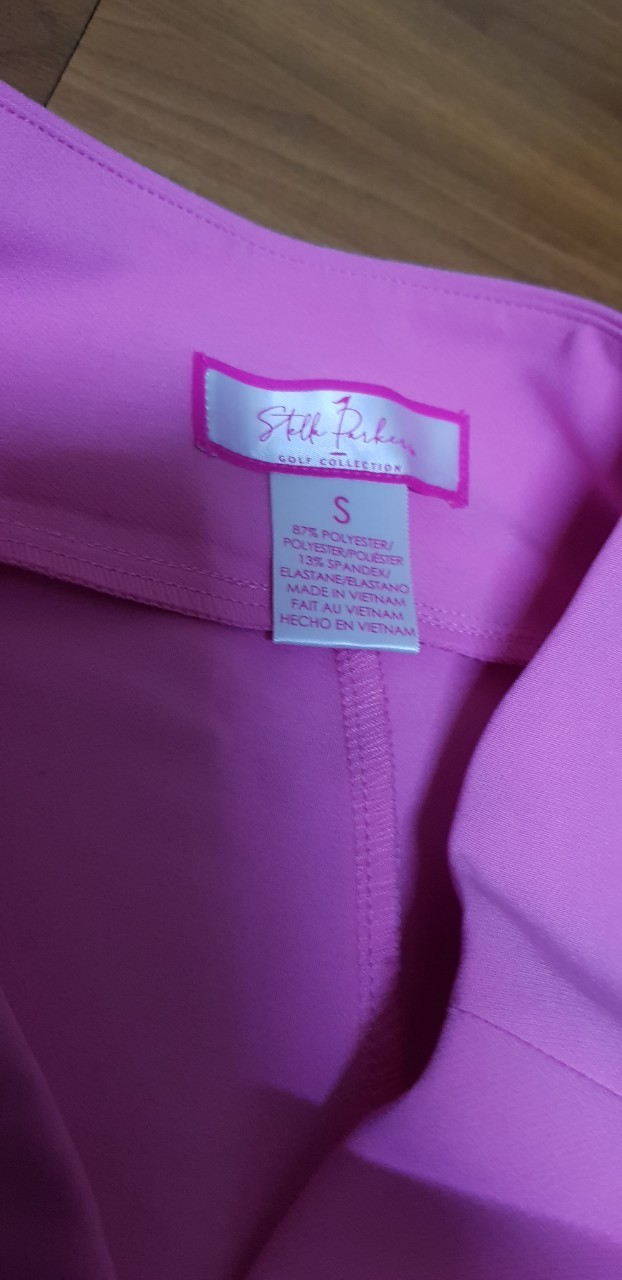 Stella Parker
GOLF COLLECTION
S
87% POLYESTER/
POLYESTER/POLIÉSTER
13% SPANDEX/
ELASTANE/ELASTANO
MADE IN VIETNAM
FAIT AU VIETNAM
HECHO EN VIETNAM